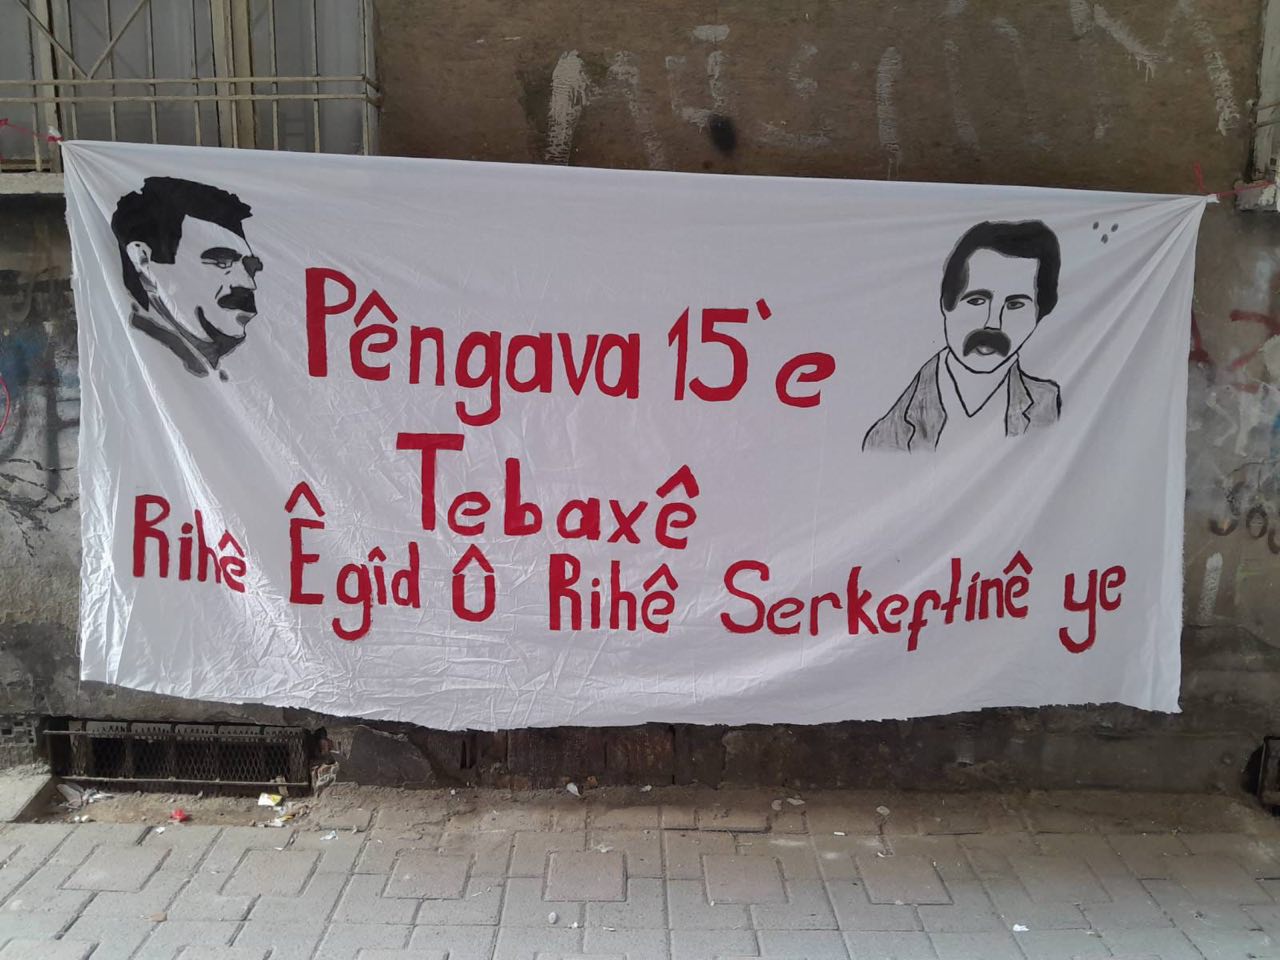 Pêngava 15'e
Tebaxê
Rihê Êgîd Û Rihê Serkeftinê ye